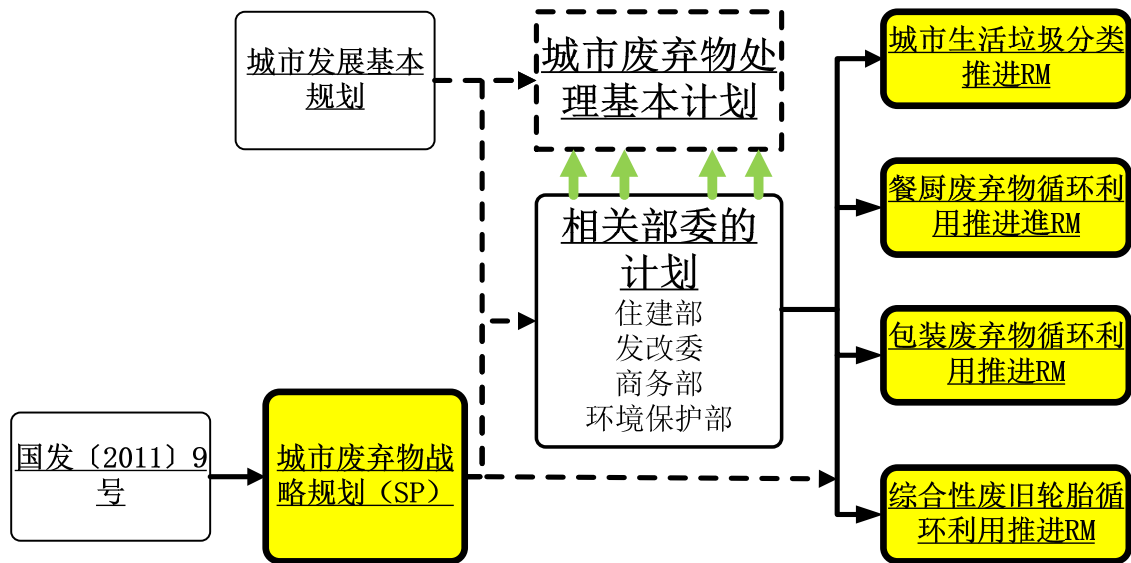 城市发展基本
规划
城市废弃物处
理基本计划
相关部委的
计划
住建部
发改委
商务部
环境保护部
国发〔2011〕9
号
城市废弃物战
略规划（SP）
城市生活垃圾分类
推进RM
餐厨废弃物循环利
用推进進RM
包装废弃物循环利
用推进RM
综合性废旧轮胎循
环利用推进RM